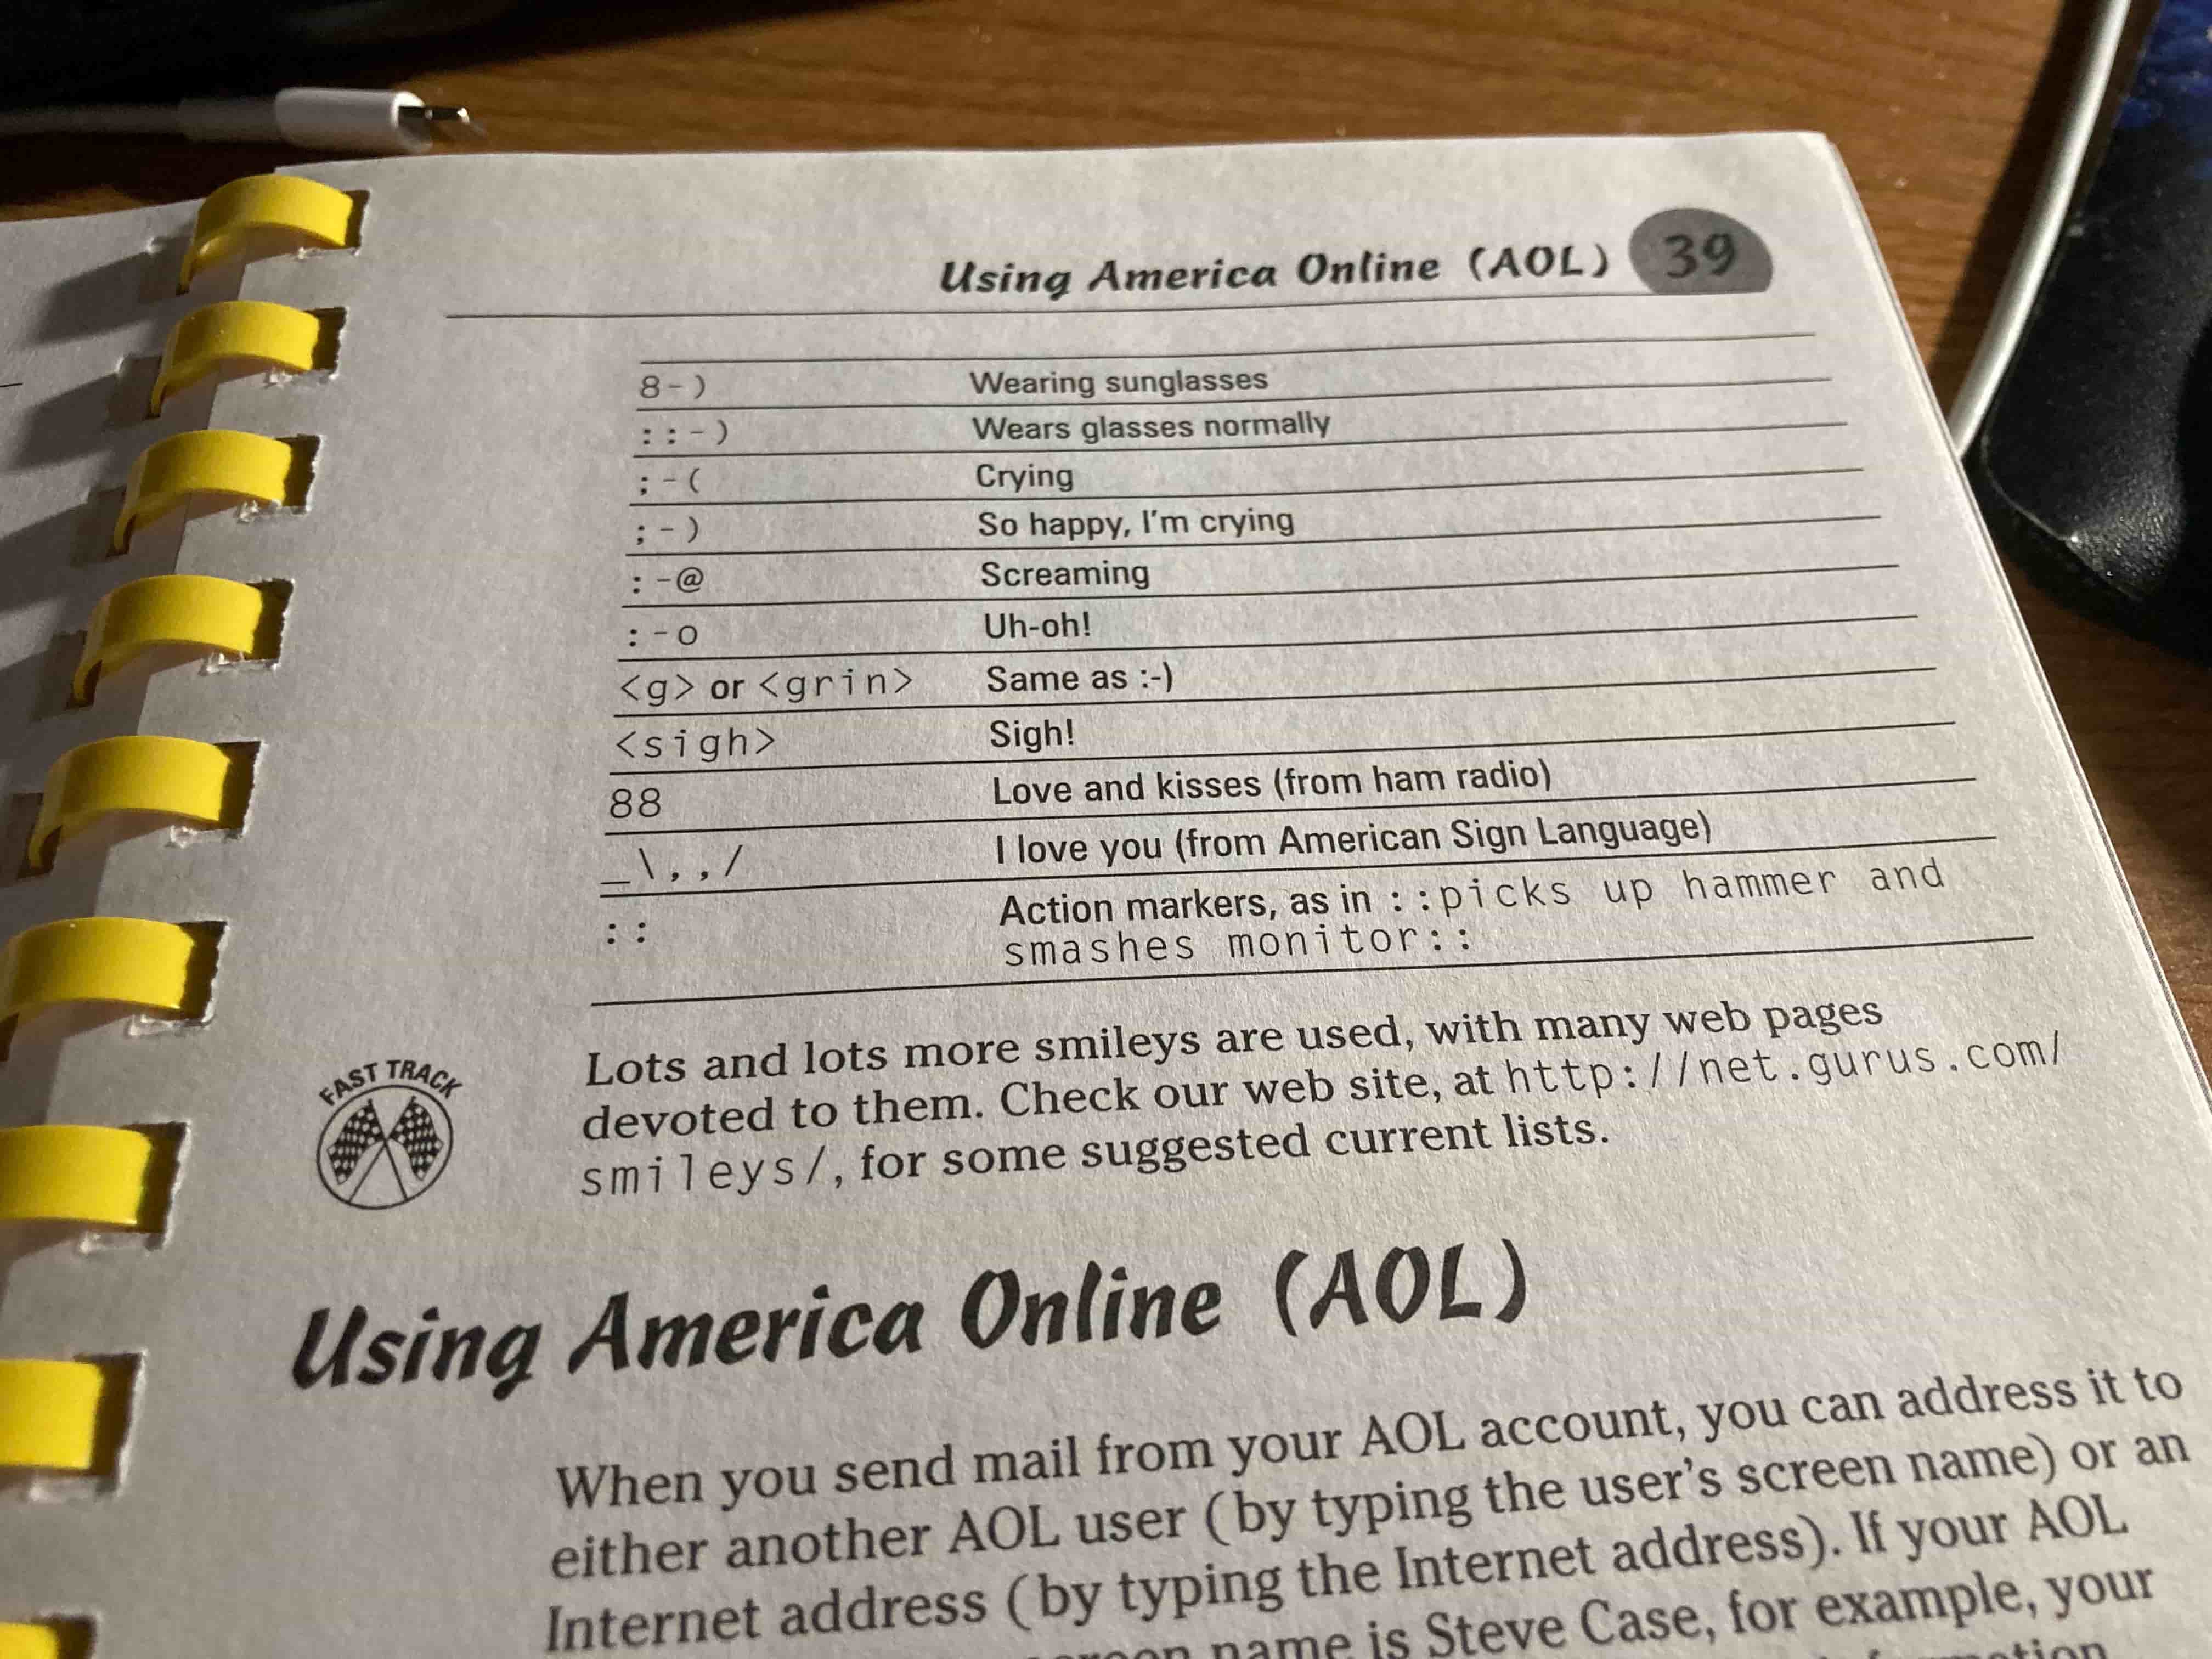 Using America Online (AOL) 39
8-) Wearing sunglasses
::-) Wears glasses normally
;-( Crying
;-) So happy, I'm crying
:-@ Screaming
:-o Uh-oh!
<g> or <grin> Same as :-)
<sigh> Sigh!
88 Love and kisses (from ham radio)
_\,,/ I love you (from American Sign Language)
:: Action markers, as in ::picks up hammer and
smashes monitor::
FAST TRACK
Lots and lots more smileys are used, with many web pages
devoted to them. Check our web site, at http://net.gurus.com/
smileys/, for some suggested current lists.
Using America Online (AOL)
When you send mail from your AOL account, you can address it to
either another AOL user (by typing the user's screen name) or an
Internet address (by typing the Internet address). If your AOL
name is Steve Case, for example, your